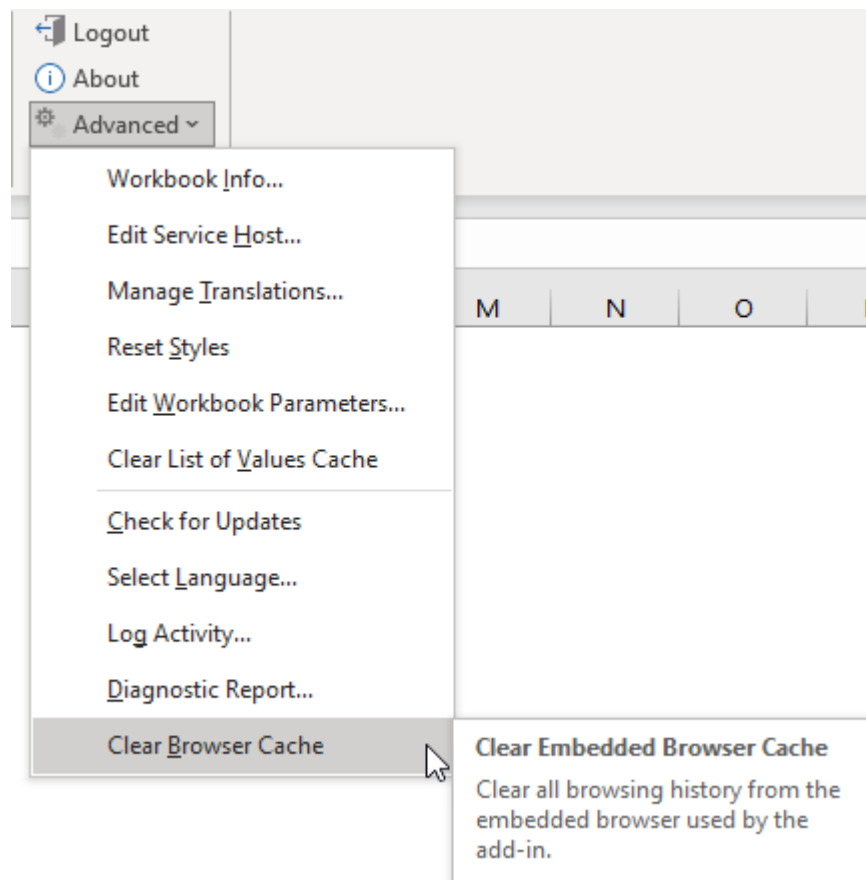 Logout
About
Advanced
Workbook Info...
Edit Service Host...
Manage Translations...
M N O
Reset Styles
Edit Workbook Parameters...
Clear List of Values Cache
Check for Updates
Select Language...
Log Activity...
Diagnostic Report...
Clear Browser Cache
Clear Embedded Browser Cache
Clear all browsing history from the
embedded browser used by the
add-in.